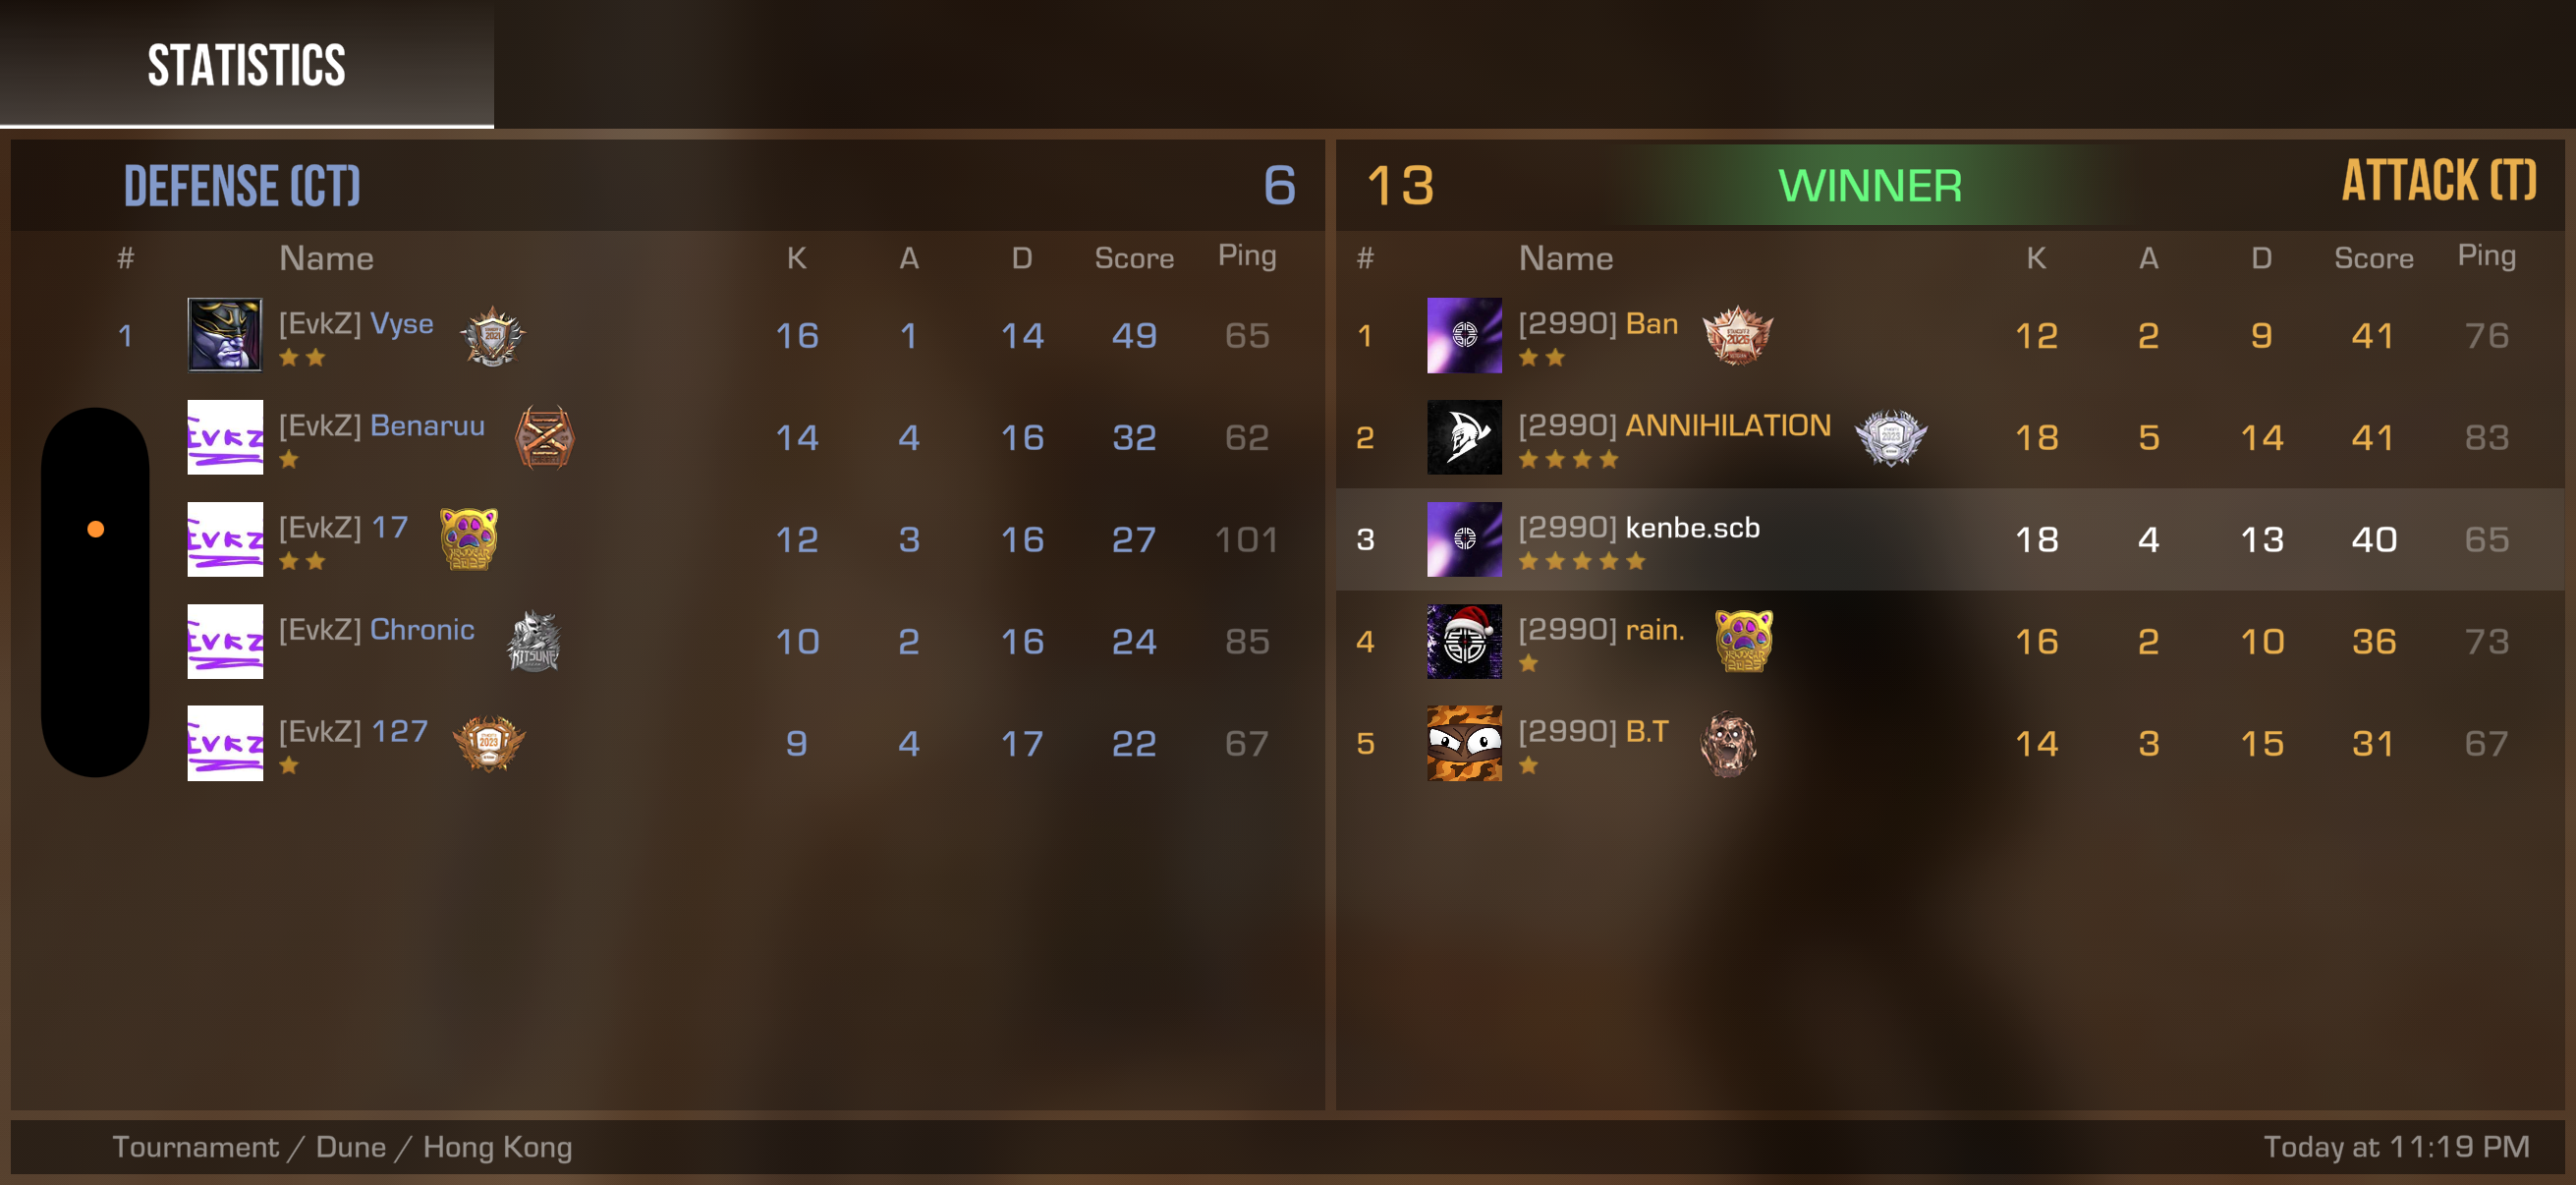 STATISTICS
DEFENSE (CT) 6
# Name K A D Score Ping
1 [EvkZ] Vyse 16 1 14 49 65
[EvkZ] Benaruu 14 4 16 32 62
[EvkZ] 17 12 3 16 27 101
[EvkZ] Chronic 10 2 16 24 85
[EvkZ] 127 9 4 17 22 67
13 WINNER ATTACK (T)
# Name K A D Score Ping
1 [2990] Ban 12 2 9 41 76
2 [2990] ANNIHILATION 18 5 14 41 83
3 [2990] kenbe.scb 18 4 13 40 65
4 [2990] rain. 16 2 10 36 73
5 [2990] B.T 14 3 15 31 67
Tournament / Dune / Hong Kong
Today at 11:19 PM